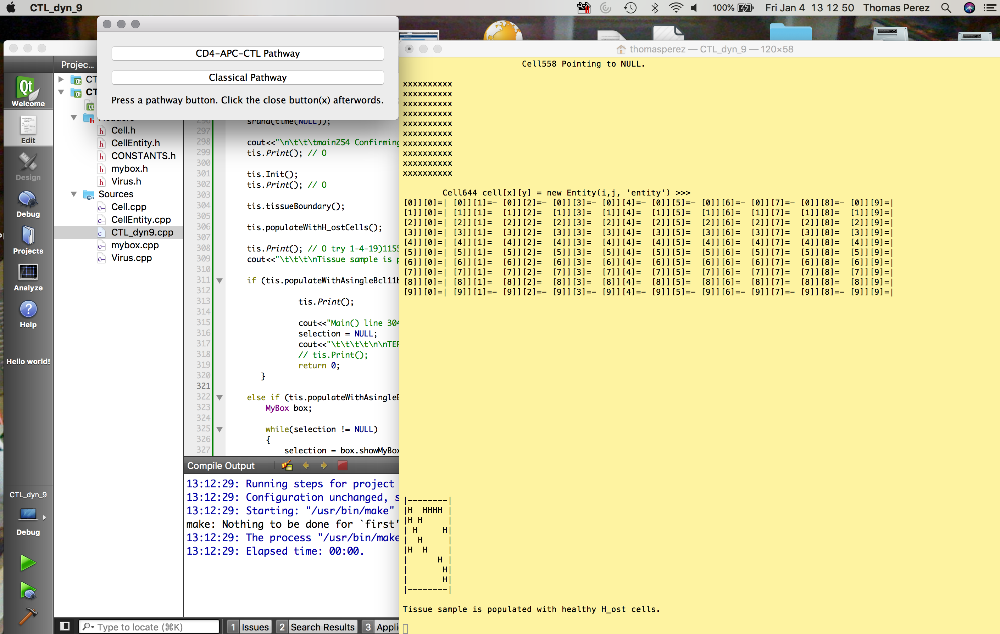 CTL_dyn_9
100%
Fri Jan 4 13 12 50
Thomas Perez
CD4-APC-CTL Pathway
Classical Pathway
Press a pathway button. Click the close button(x) afterwords.
Projec...
Welcome
Edit
Design
Debug
Projects
Analyze
Help
Hello world!
CTL_dyn_9
Debug
CT
CT
Cell.h
CellEntity.h
CONSTANTS.h
mybox.h
Virus.h
Sources
Cell.cpp
CellEntity.cpp
CTL_dyn9.cpp
mybox.cpp
Virus.cpp
296 srand(time(NULL));
297
298 cout<<"\n\t\t\tmain254 Confirming
299 tis.Print(); // O
300
301 tis.Init();
302 tis.Print(); // O
303
304 tis.tissueBoundary();
305
306 tis.populateWithH_ostCells();
307
308 tis.Print(); // O try 1-4-19)1155
309 cout<<"\t\t\t\nTissue sample is p
310
311 if (tis.populateWithAsingleBcl11b
312
313 tis.Print();
314
315 cout<<"Main() line 304
316 selection = NULL;
317 cout<<"\t\t\t\t\n\nTER
318 // tis.Print();
319 return 0;
320 }
321
322 else if (tis.populateWithAsingleB
323 MyBox box;
324
325 while(selection != NULL)
326 {
327 selection = box.showMyBox
Compile Output
13:12:29: Running steps for project
13:12:29: Configuration unchanged, s
13:12:29: Starting: "/usr/bin/make"
make: Nothing to be done for `first'
13:12:29: The process "/usr/bin/make
13:12:29: Elapsed time: 00:00.
Type to locate (⌘K)
1 Issues
2 Search Results
3 Appli
thomasperez — CTL_dyn_9 — 120×58
Cell558 Pointing to NULL.
xxxxxxxxxx
xxxxxxxxxx
xxxxxxxxxx
xxxxxxxxxx
xxxxxxxxxx
xxxxxxxxxx
xxxxxxxxxx
xxxxxxxxxx
xxxxxxxxxx
xxxxxxxxxx
Cell644 cell[x][y] = new Entity(i,j, 'entity') >>>
[0]][0]=| [0]][1]=- [0]][2]=- [0]][3]=- [0]][4]=- [0]][5]=- [0]][6]=- [0]][7]=- [0]][8]=- [0]][9]=|
[1]][0]=| [1]][1]= [1]][2]= [1]][3]= [1]][4]= [1]][5]= [1]][6]= [1]][7]= [1]][8]= [1]][9]=|
[2]][0]=| [2]][1]= [2]][2]= [2]][3]= [2]][4]= [2]][5]= [2]][6]= [2]][7]= [2]][8]= [2]][9]=|
[3]][0]=| [3]][1]= [3]][2]= [3]][3]= [3]][4]= [3]][5]= [3]][6]= [3]][7]= [3]][8]= [3]][9]=|
[4]][0]=| [4]][1]= [4]][2]= [4]][3]= [4]][4]= [4]][5]= [4]][6]= [4]][7]= [4]][8]= [4]][9]=|
[5]][0]=| [5]][1]= [5]][2]= [5]][3]= [5]][4]= [5]][5]= [5]][6]= [5]][7]= [5]][8]= [5]][9]=|
[6]][0]=| [6]][1]= [6]][2]= [6]][3]= [6]][4]= [6]][5]= [6]][6]= [6]][7]= [6]][8]= [6]][9]=|
[7]][0]=| [7]][1]= [7]][2]= [7]][3]= [7]][4]= [7]][5]= [7]][6]= [7]][7]= [7]][8]= [7]][9]=|
[8]][0]=| [8]][1]= [8]][2]= [8]][3]= [8]][4]= [8]][5]= [8]][6]= [8]][7]= [8]][8]= [8]][9]=|
[9]][0]=| [9]][1]=- [9]][2]=- [9]][3]=- [9]][4]=- [9]][5]=- [9]][6]=- [9]][7]=- [9]][8]=- [9]][9]=|
|--------|
|H  HHHH |
|H H     |
| H     H|
|  H     |
|H  H    |
|      H |
|       H|
|       H|
|--------|
Tissue sample is populated with healthy H_ost cells.